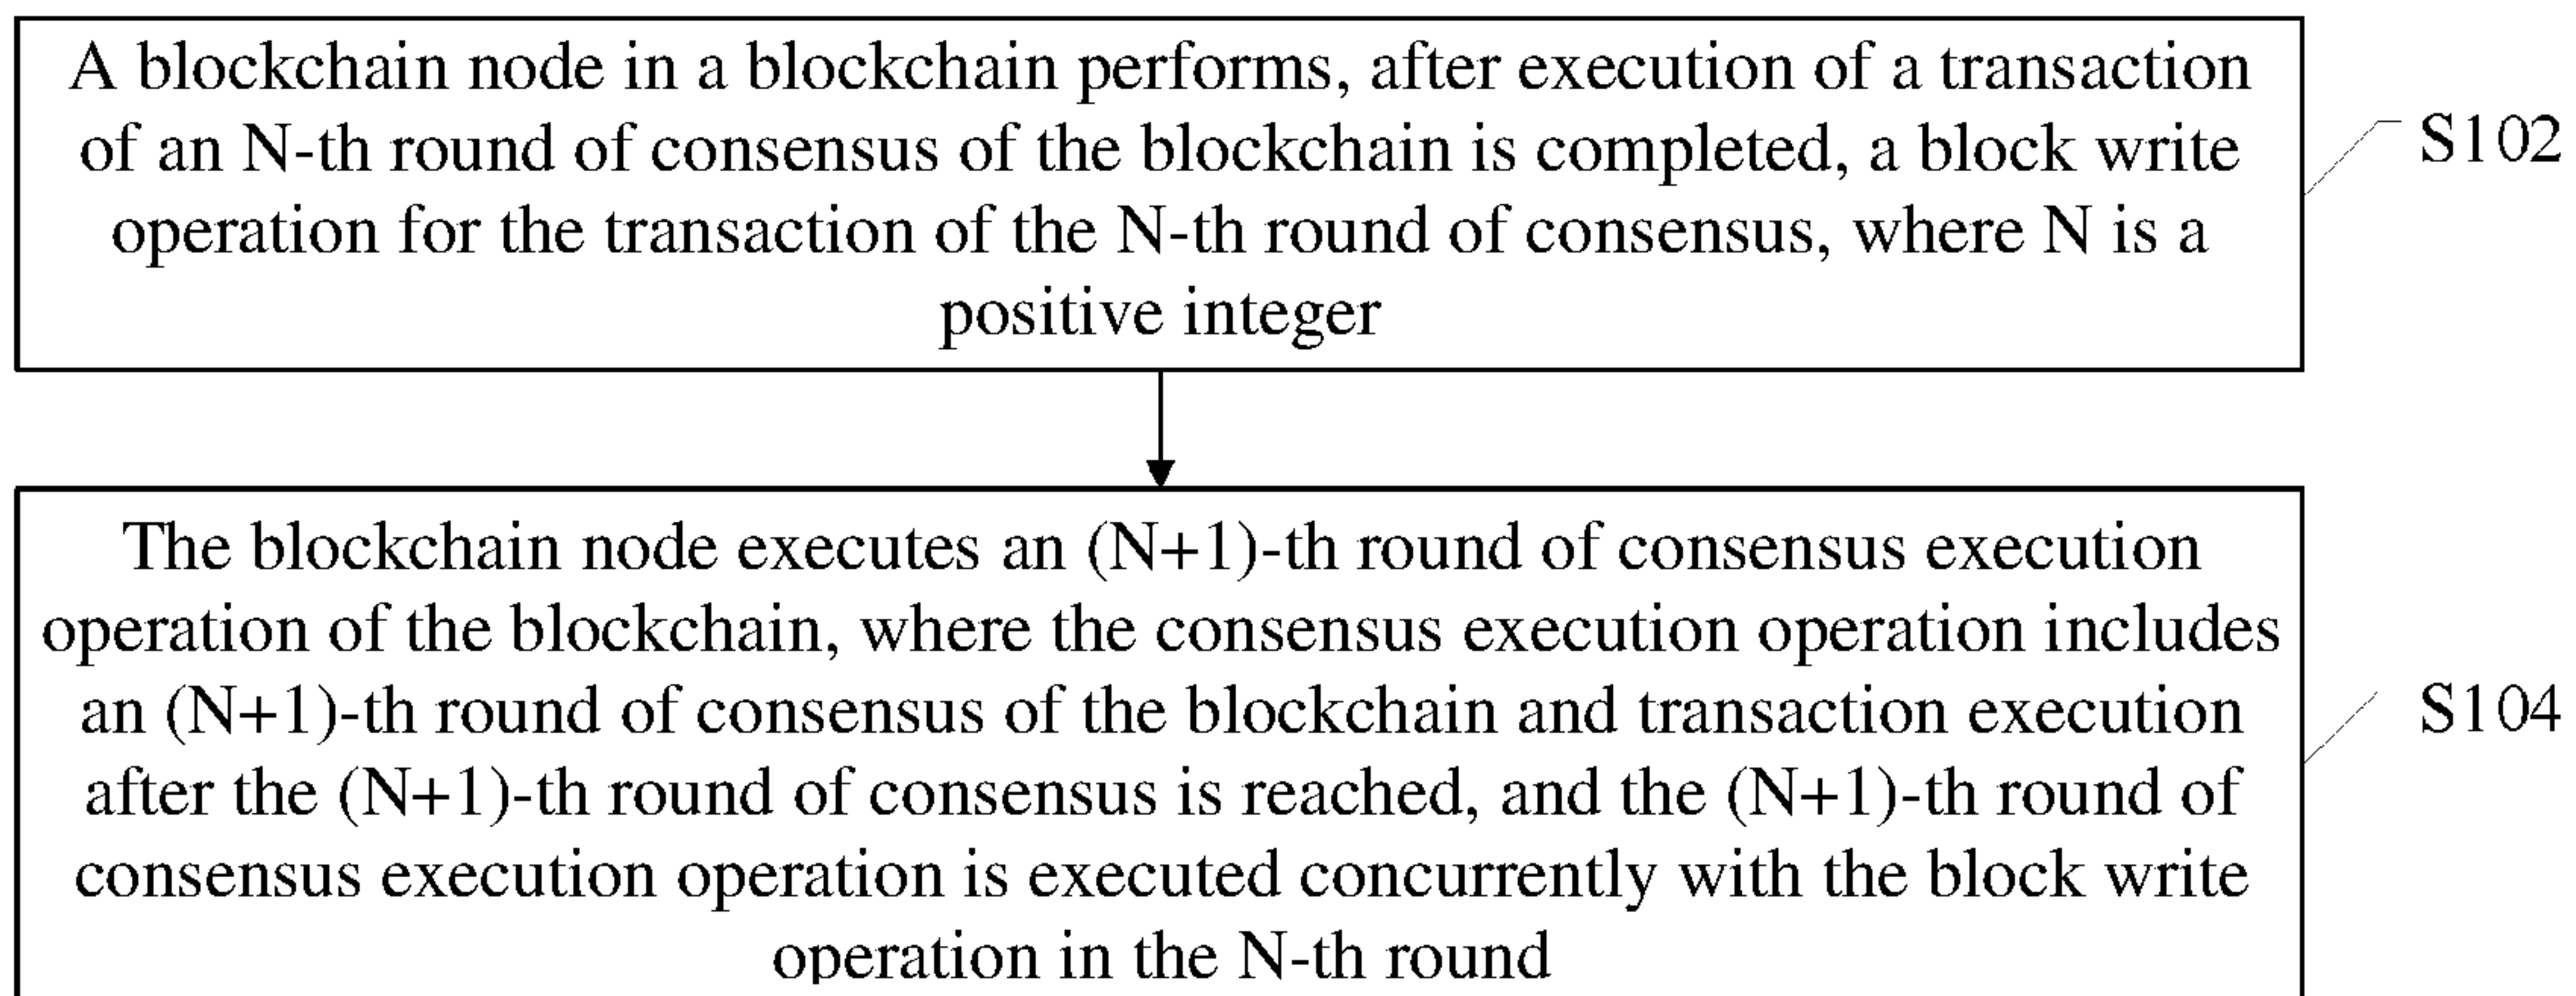 A blockchain node in a blockchain performs, after execution of a transaction
of an N-th round of consensus of the blockchain is completed, a block write
operation for the transaction of the N-th round of consensus, where N is a
positive integer
S102
The blockchain node executes an (N+1)-th round of consensus execution
operation of the blockchain, where the consensus execution operation includes
an (N+1)-th round of consensus of the blockchain and transaction execution
after the (N+1)-th round of consensus is reached, and the (N+1)-th round of
consensus execution operation is executed concurrently with the block write
operation in the N-th round
S104